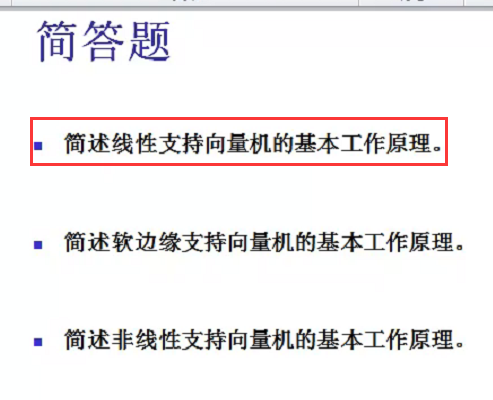 简答题
简述线性支持向量机的基本工作原理。
简述软边缘支持向量机的基本工作原理。
简述非线性支持向量机的基本工作原理。